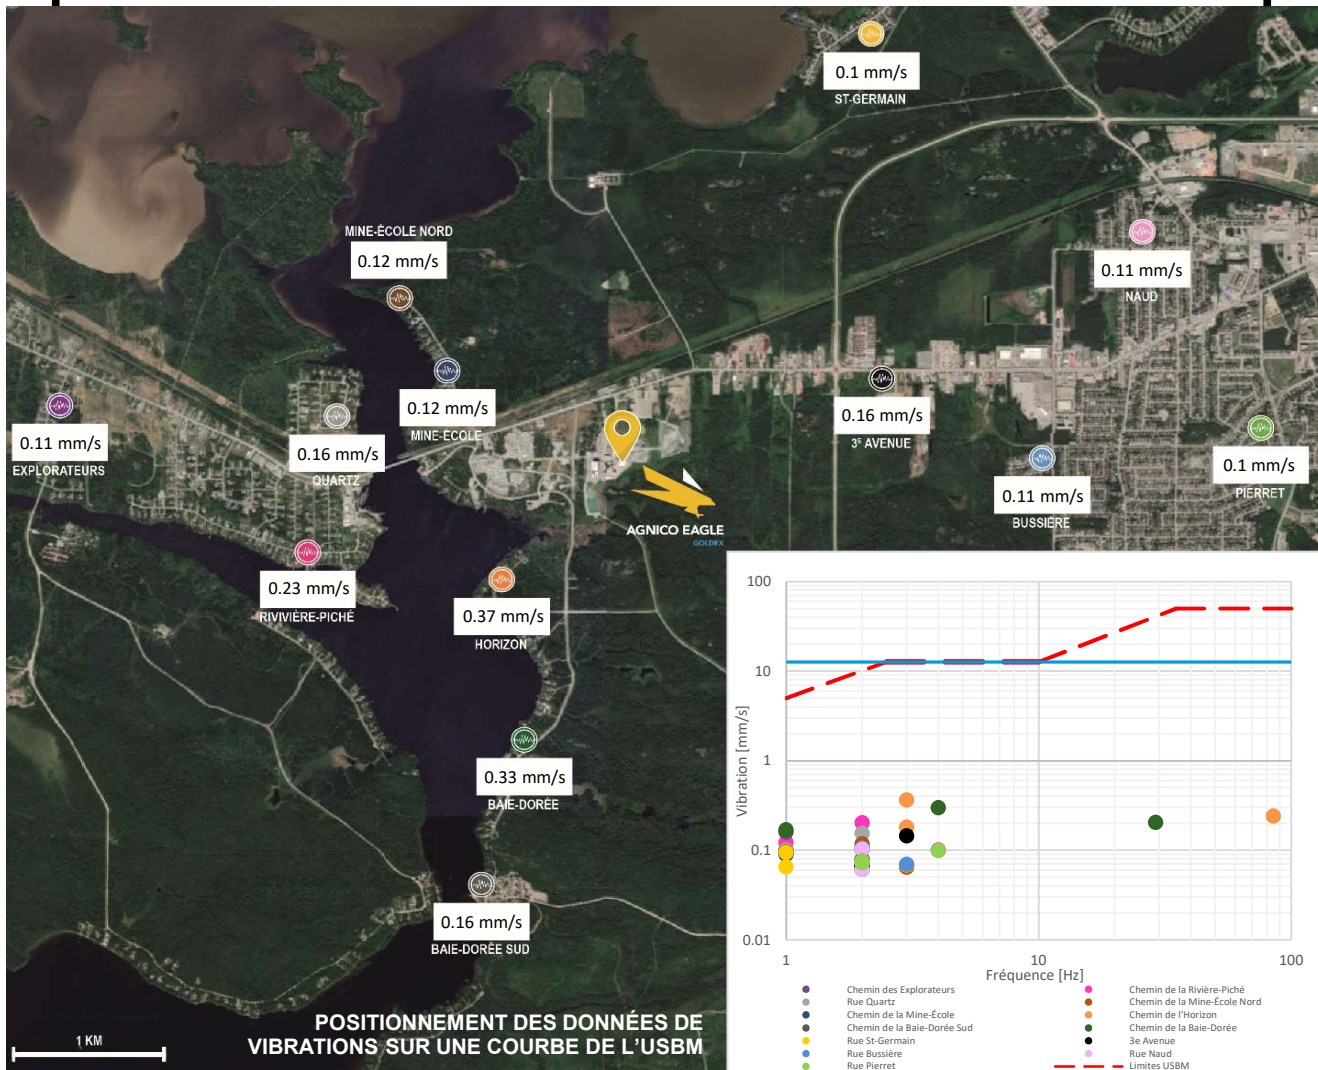 0.1 mm/s
ST-GERMAIN
MINE-ÉCOLE NORD
0.12 mm/s
0.11 mm/s
NAUD
0.12 mm/s
MINE-ÉCOLE
0.16 mm/s
3E AVENUE
0.11 mm/s
EXPLORATEURS
0.16 mm/s
QUARTZ
0.1 mm/s
PIERRET
0.11 mm/s
BUSSIÈRE
AGNICO EAGLE
GOLDEX
0.23 mm/s
RIVIVIÈRE-PICHÉ
0.37 mm/s
HORIZON
0.33 mm/s
BAIE-DORÉE
0.16 mm/s
BAIE-DORÉE SUD
POSITIONNEMENT DES DONNÉES DE
VIBRATIONS SUR UNE COURBE DE L'USBM
1 KM
100
10
1
0.1
0.01
Vibration [mm/s]
1
10
100
Fréquence [Hz]
Chemin des Explorateurs
Chemin de la Rivière-Piché
Rue Quartz
Chemin de la Mine-École Nord
Chemin de la Mine-École
Chemin de l'Horizon
Chemin de la Baie-Dorée Sud
Chemin de la Baie-Dorée
Rue St-Germain
3e Avenue
Rue Bussière
Rue Naud
Rue Pierret
Limites USBM